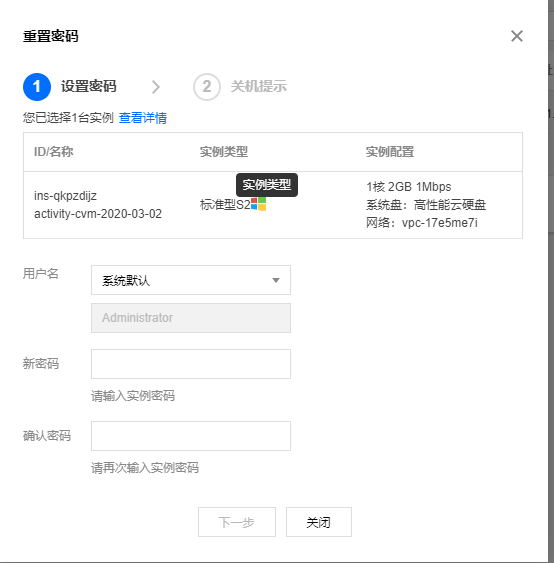 重置密码
1 设置密码 2 关机提示
您已选择1台实例 查看详情
ID/名称 实例类型 实例配置
实例类型
ins-qkpzdijz
activity-cvm-2020-03-02
标准型S2
1核 2GB 1Mbps
系统盘：高性能云硬盘
网络：vpc-17e5me7i
用户名 系统默认
Administrator
新密码
请输入实例密码
确认密码
请再次输入实例密码
下一步 关闭